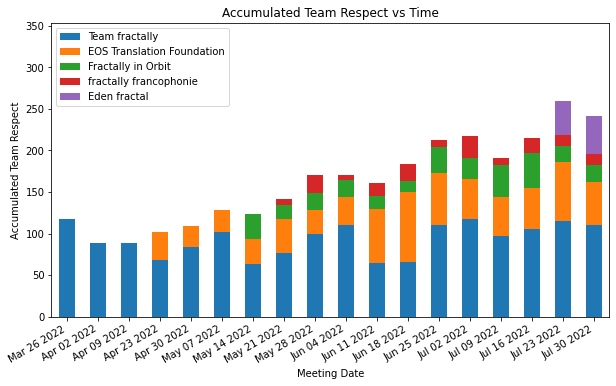 Accumulated Team Respect vs Time
Team fractally
EOS Translation Foundation
Fractally in Orbit
fractally francophonie
Eden fractal
350
300
250
200
150
100
50
0
Accumulated Team Respect
Mar 26 2022
Apr 02 2022
Apr 09 2022
Apr 23 2022
Apr 30 2022
May 07 2022
May 14 2022
May 21 2022
May 28 2022
Jun 04 2022
Jun 11 2022
Jun 18 2022
Jun 25 2022
Jul 02 2022
Jul 09 2022
Jul 16 2022
Jul 23 2022
Jul 30 2022
Meeting Date